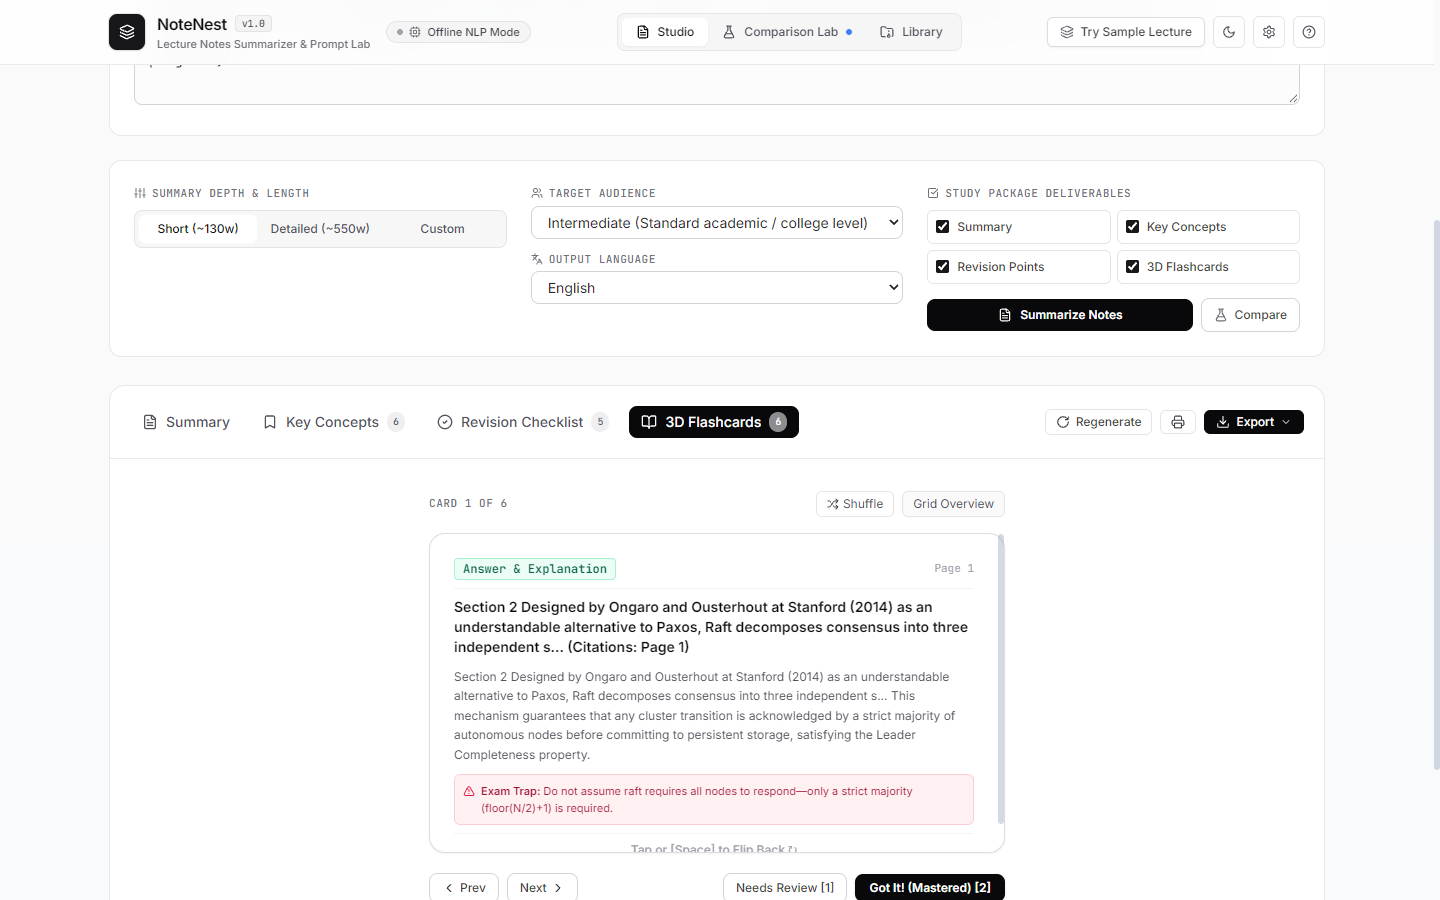 NoteNest v1.0
Lecture Notes Summarizer & Prompt Lab
Offline NLP Mode
Studio
Comparison Lab
Library
Try Sample Lecture
SUMMARY DEPTH & LENGTH
Short (~130w)
Detailed (~550w)
Custom
TARGET AUDIENCE
Intermediate (Standard academic / college level)
OUTPUT LANGUAGE
English
STUDY PACKAGE DELIVERABLES
Summary
Key Concepts
Revision Points
3D Flashcards
Summarize Notes
Compare
Summary
Key Concepts 6
Revision Checklist 5
3D Flashcards 6
Regenerate
Export
CARD 1 OF 6
Shuffle
Grid Overview
Answer & Explanation
Page 1
Section 2 Designed by Ongaro and Ousterhout at Stanford (2014) as an
understandable alternative to Paxos, Raft decomposes consensus into three
independent s... (Citations: Page 1)
Section 2 Designed by Ongaro and Ousterhout at Stanford (2014) as an understandable
alternative to Paxos, Raft decomposes consensus into three independent s... This
mechanism guarantees that any cluster transition is acknowledged by a strict majority of
autonomous nodes before committing to persistent storage, satisfying the Leader
Completeness property.
Exam Trap: Do not assume raft requires all nodes to respond—only a strict majority
(floor(N/2)+1) is required.
Tap or [Space] to Flip Back ↻
Prev
Next
Needs Review [1]
Got It! (Mastered) [2]